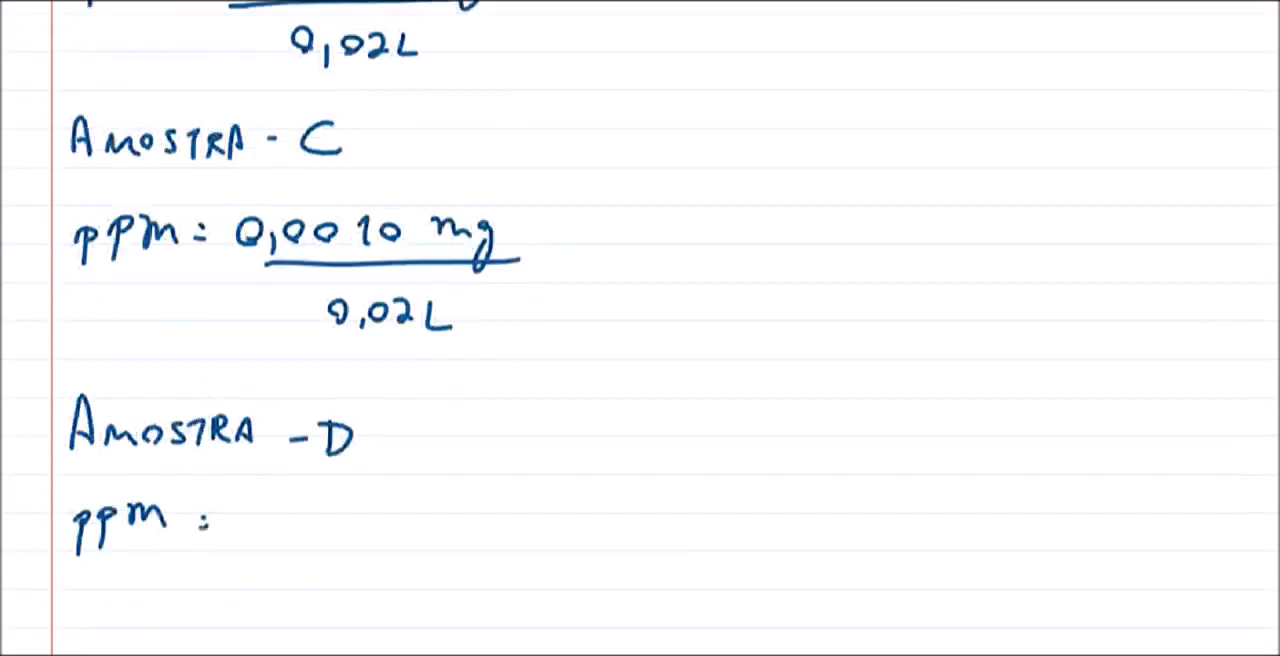 0,02L
AMOSTRA - C
ppm = 0,0010 mg
0,02L
AMOSTRA - D
ppm =